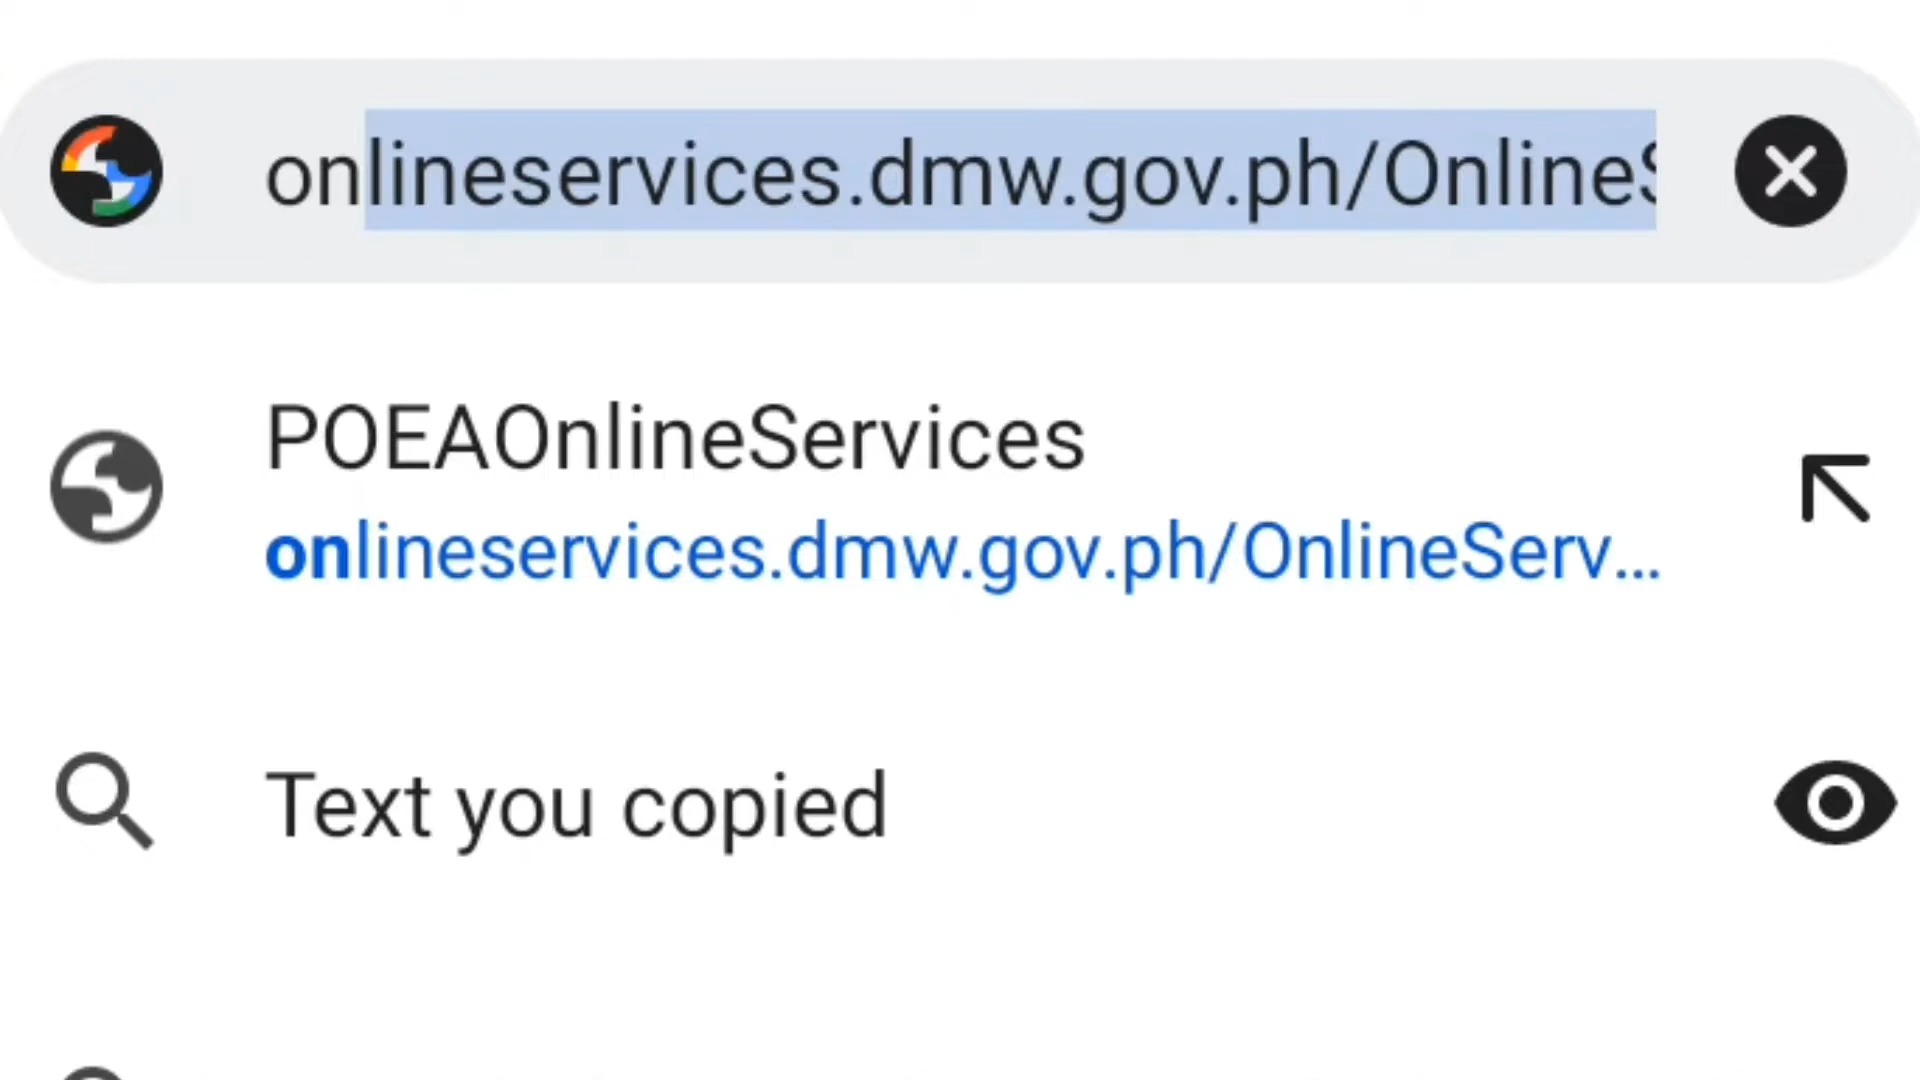 onlineservices.dmw.gov.ph/Online
POEAOnlineServices
onlineservices.dmw.gov.ph/OnlineServ...
Text you copied